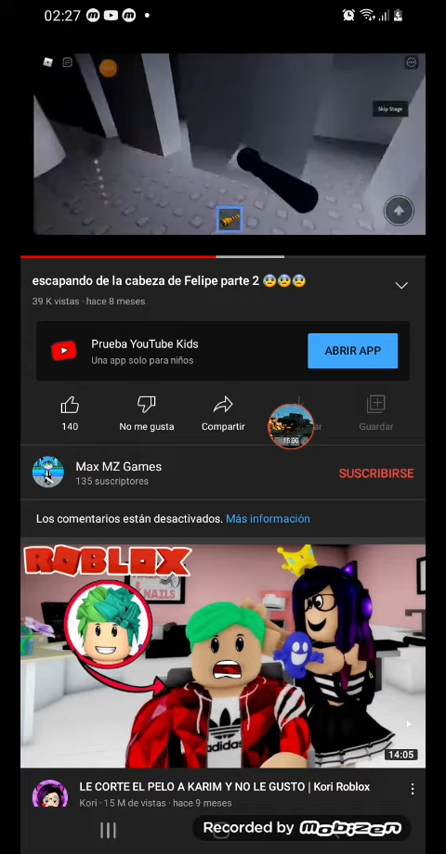 02:27
Skip Stage
escapando de la cabeza de Felipe parte 2 😨😨😨
39 K vistas · hace 8 meses
Prueba YouTube Kids
Una app solo para niños
ABRIR APP
140
No me gusta
Compartir
Guardar
Max MZ Games
135 suscriptores
SUSCRIBIRSE
Los comentarios están desactivados. Más información
ROBLOX
& NAILS
adidas
14:05
LE CORTE EL PELO A KARIM Y NO LE GUSTO | Kori Roblox
Kori · 15 M de vistas · hace 9 meses
Recorded by mobizen